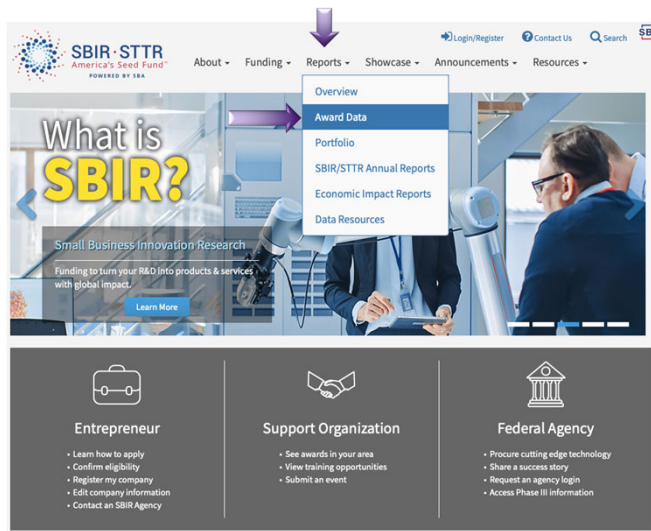 Login/Register
Contact Us
Search
SB
SBIR·STTR
America's Seed Fund™
POWERED BY SBA
About
Funding
Reports
Showcase
Announcements
Resources
Overview
Award Data
Portfolio
SBIR/STTR Annual Reports
Economic Impact Reports
Data Resources
What is
SBIR?
Small Business Innovation Research
Funding to turn your R&D into products & services
with global impact.
Learn More
Entrepreneur
• Learn how to apply
• Confirm eligibility
• Register my company
• Edit company information
• Contact an SBIR Agency
Support Organization
• See awards in your area
• View training opportunities
• Submit an event
Federal Agency
• Procure cutting edge technology
• Share a success story
• Request an agency login
• Access Phase III information